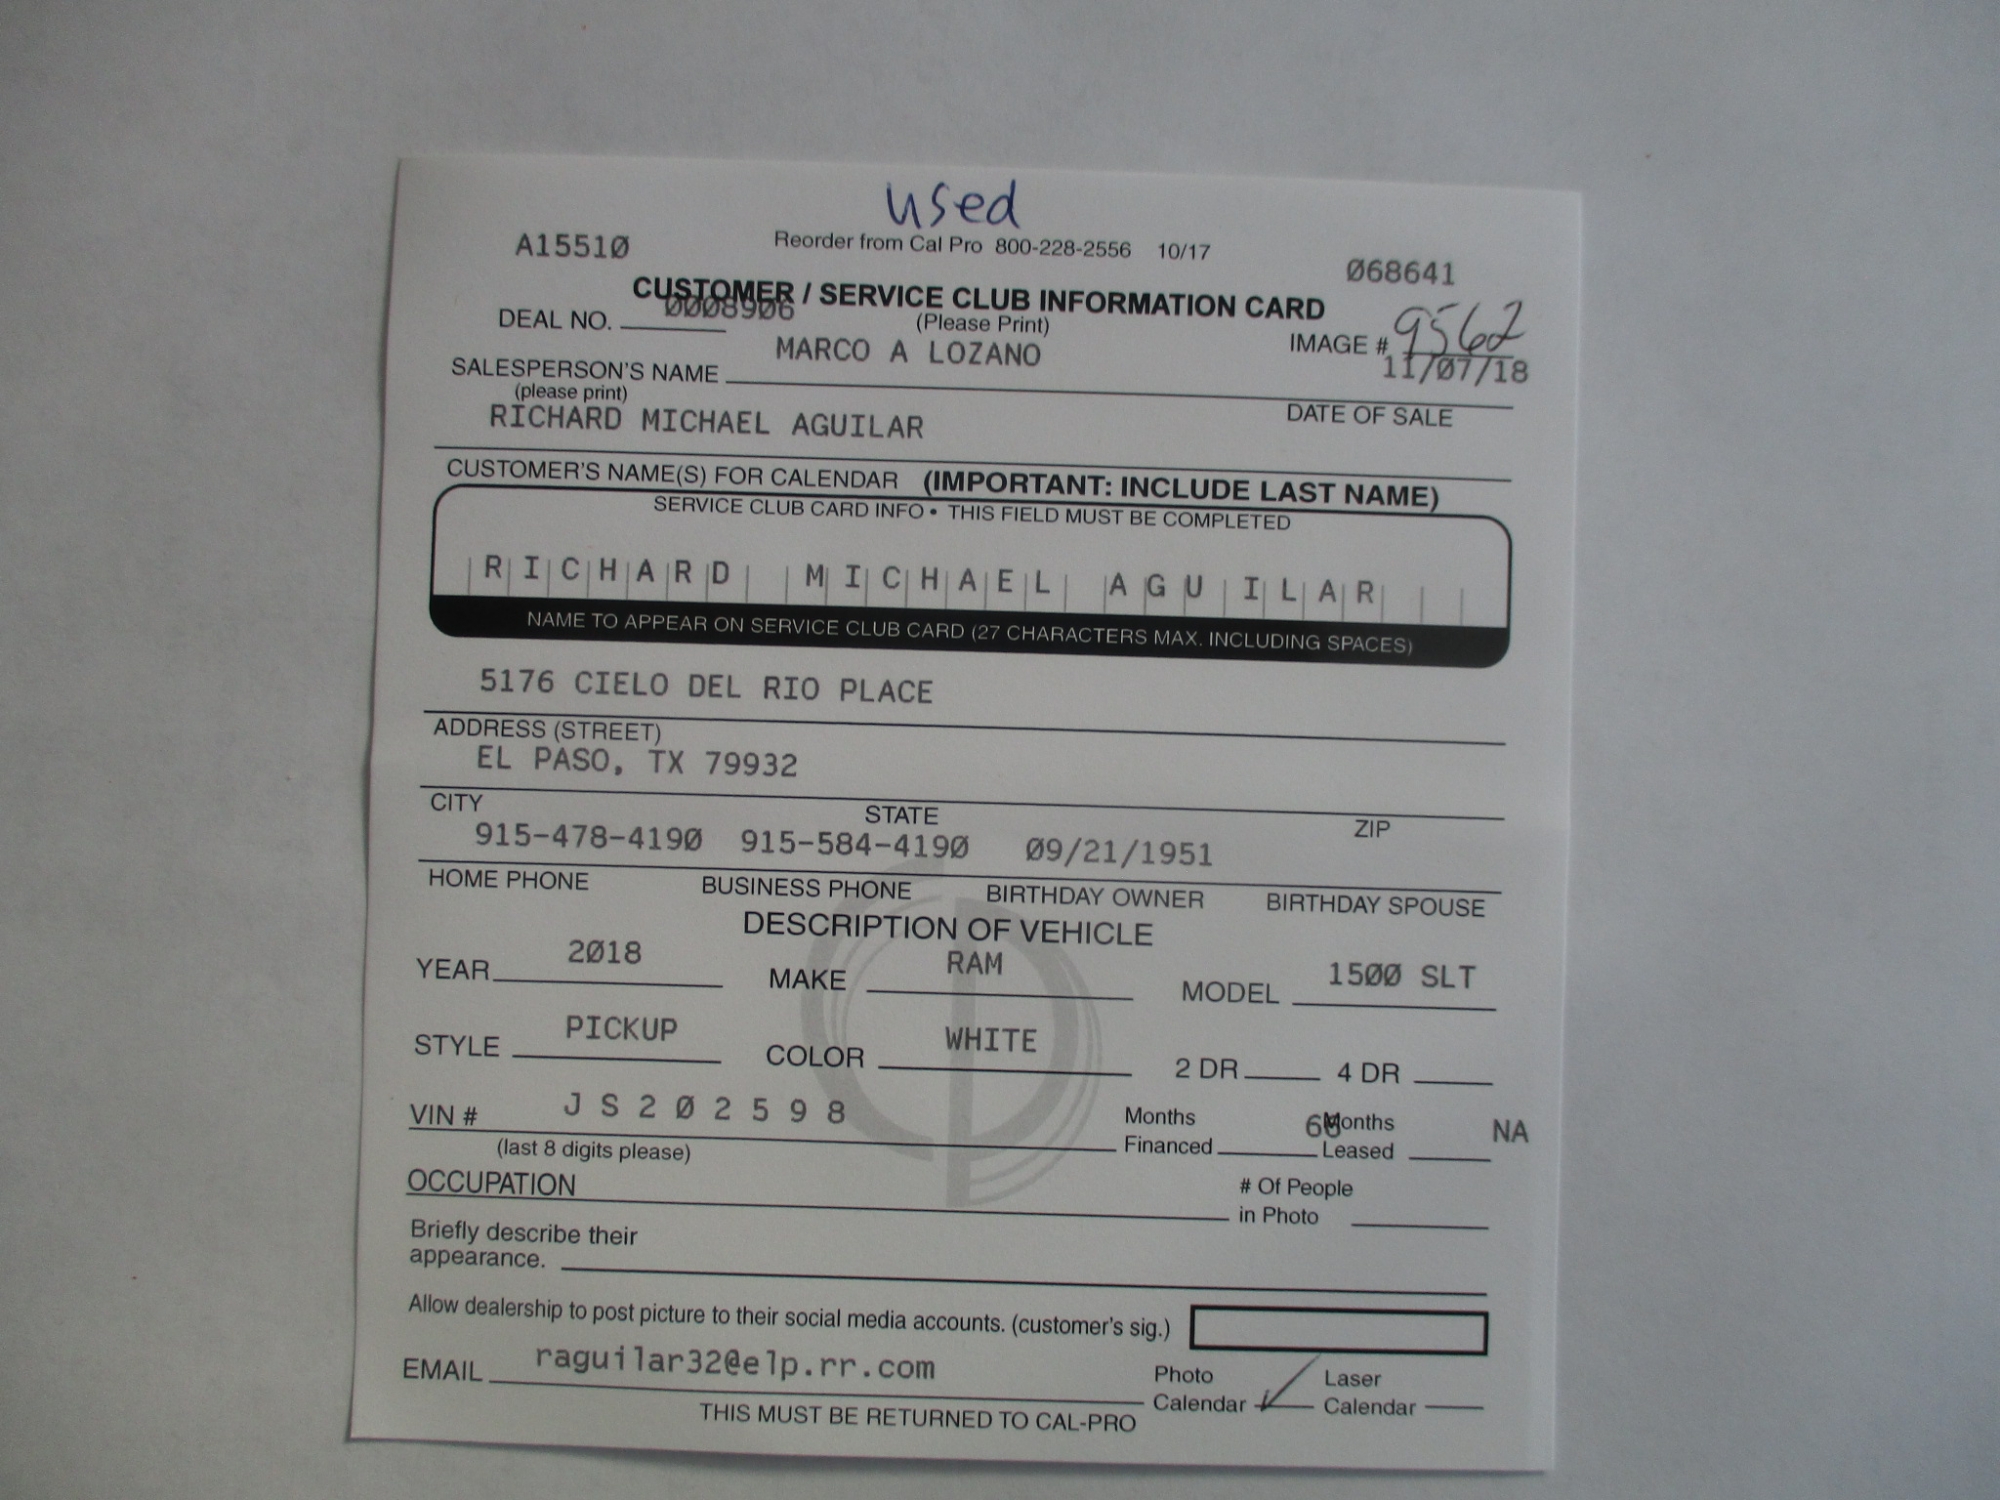 used
A15510 Reorder from Cal Pro 800-228-2556 10/17 068641
CUSTOMER / SERVICE CLUB INFORMATION CARD
DEAL NO. 0008906 (Please Print) IMAGE # 9562
SALESPERSON'S NAME MARCO A LOZANO 11/07/18
(please print) DATE OF SALE
RICHARD MICHAEL AGUILAR
CUSTOMER'S NAME(S) FOR CALENDAR (IMPORTANT: INCLUDE LAST NAME)
SERVICE CLUB CARD INFO • THIS FIELD MUST BE COMPLETED
RICHARD MICHAEL AGUILAR
NAME TO APPEAR ON SERVICE CLUB CARD (27 CHARACTERS MAX. INCLUDING SPACES)
5176 CIELO DEL RIO PLACE
ADDRESS (STREET)
EL PASO, TX 79932
CITY STATE ZIP
915-478-4190 915-584-4190 09/21/1951
HOME PHONE BUSINESS PHONE BIRTHDAY OWNER BIRTHDAY SPOUSE
DESCRIPTION OF VEHICLE
YEAR 2018 MAKE RAM MODEL 1500 SLT
STYLE PICKUP COLOR WHITE 2 DR 4 DR
VIN # JS202598 Months Financed Months Leased NA
(last 8 digits please)
OCCUPATION # Of People in Photo
Briefly describe their
appearance.
Allow dealership to post picture to their social media accounts. (customer's sig.)
EMAIL raguilar32@elp.rr.com Photo Calendar Laser Calendar
THIS MUST BE RETURNED TO CAL-PRO